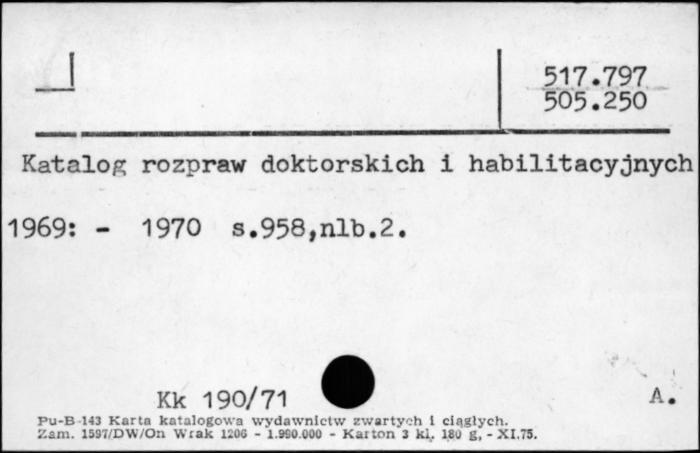 517.797
505.250
Katalog rozpraw doktorskich i habilitacyjnych
1969: - 1970 s.958,nlb.2.
Kk 190/71
A.
Pu-B-143 Karta katalogowa wydawnictw zwartych i ciągłych.
Zam. 1597/DW/On Wrak 1206 - 1.990.000 - Karton 3 kl. 180 g, - XI.75.